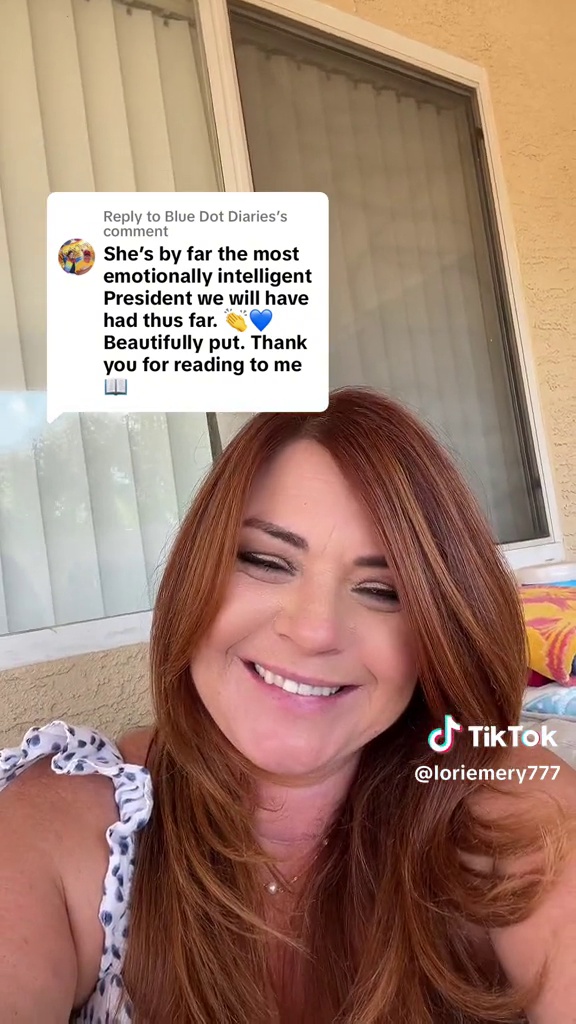 Reply to Blue Dot Diaries's
comment
She's by far the most
emotionally intelligent
President we will have
had thus far. 👏💙
Beautifully put. Thank
you for reading to me
📖
TikTok
@loriemery777